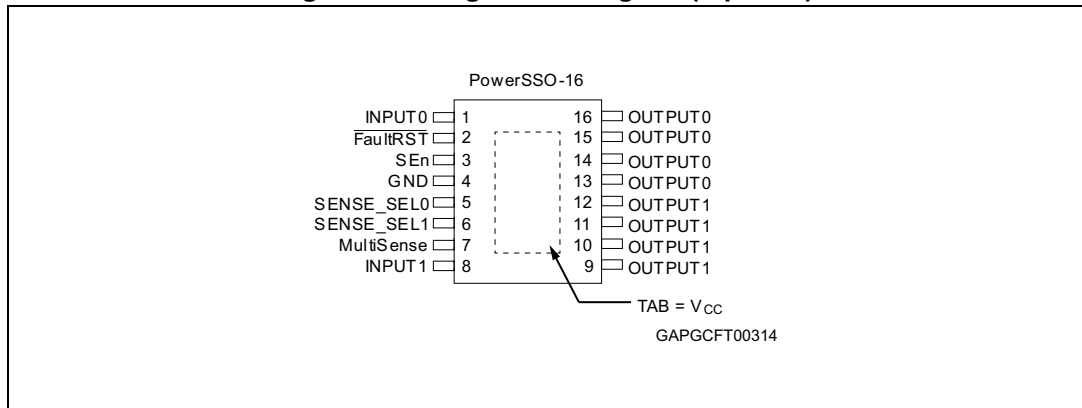 PowerSSO-16
INPUT0 1 16 OUTPUT0
FaultRST 2 15 OUTPUT0
SEn 3 14 OUTPUT0
GND 4 13 OUTPUT0
SENSE_SEL0 5 12 OUTPUT1
SENSE_SEL1 6 11 OUTPUT1
MultiSense 7 10 OUTPUT1
INPUT1 8 9 OUTPUT1
TAB = VCC
GAPGCFT00314